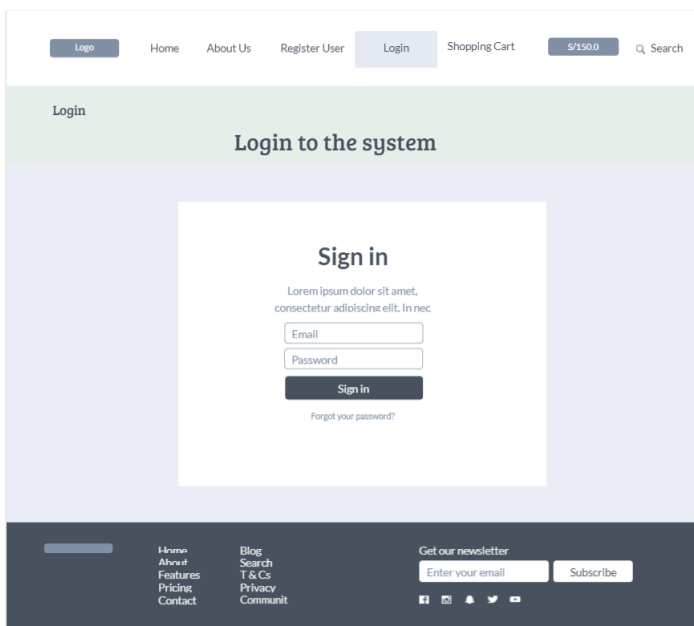 Logo Home About Us Register User Login Shopping Cart S/150.0 Search
Login
Login to the system
Sign in
Lorem ipsum dolor sit amet,
consectetur adipiscing elit. In nec
Email
Password
Sign in
Forgot your password?
Home
About
Features
Pricing
Contact
Blog
Search
T & Cs
Privacy
Communit
Get our newsletter
Enter your email Subscribe